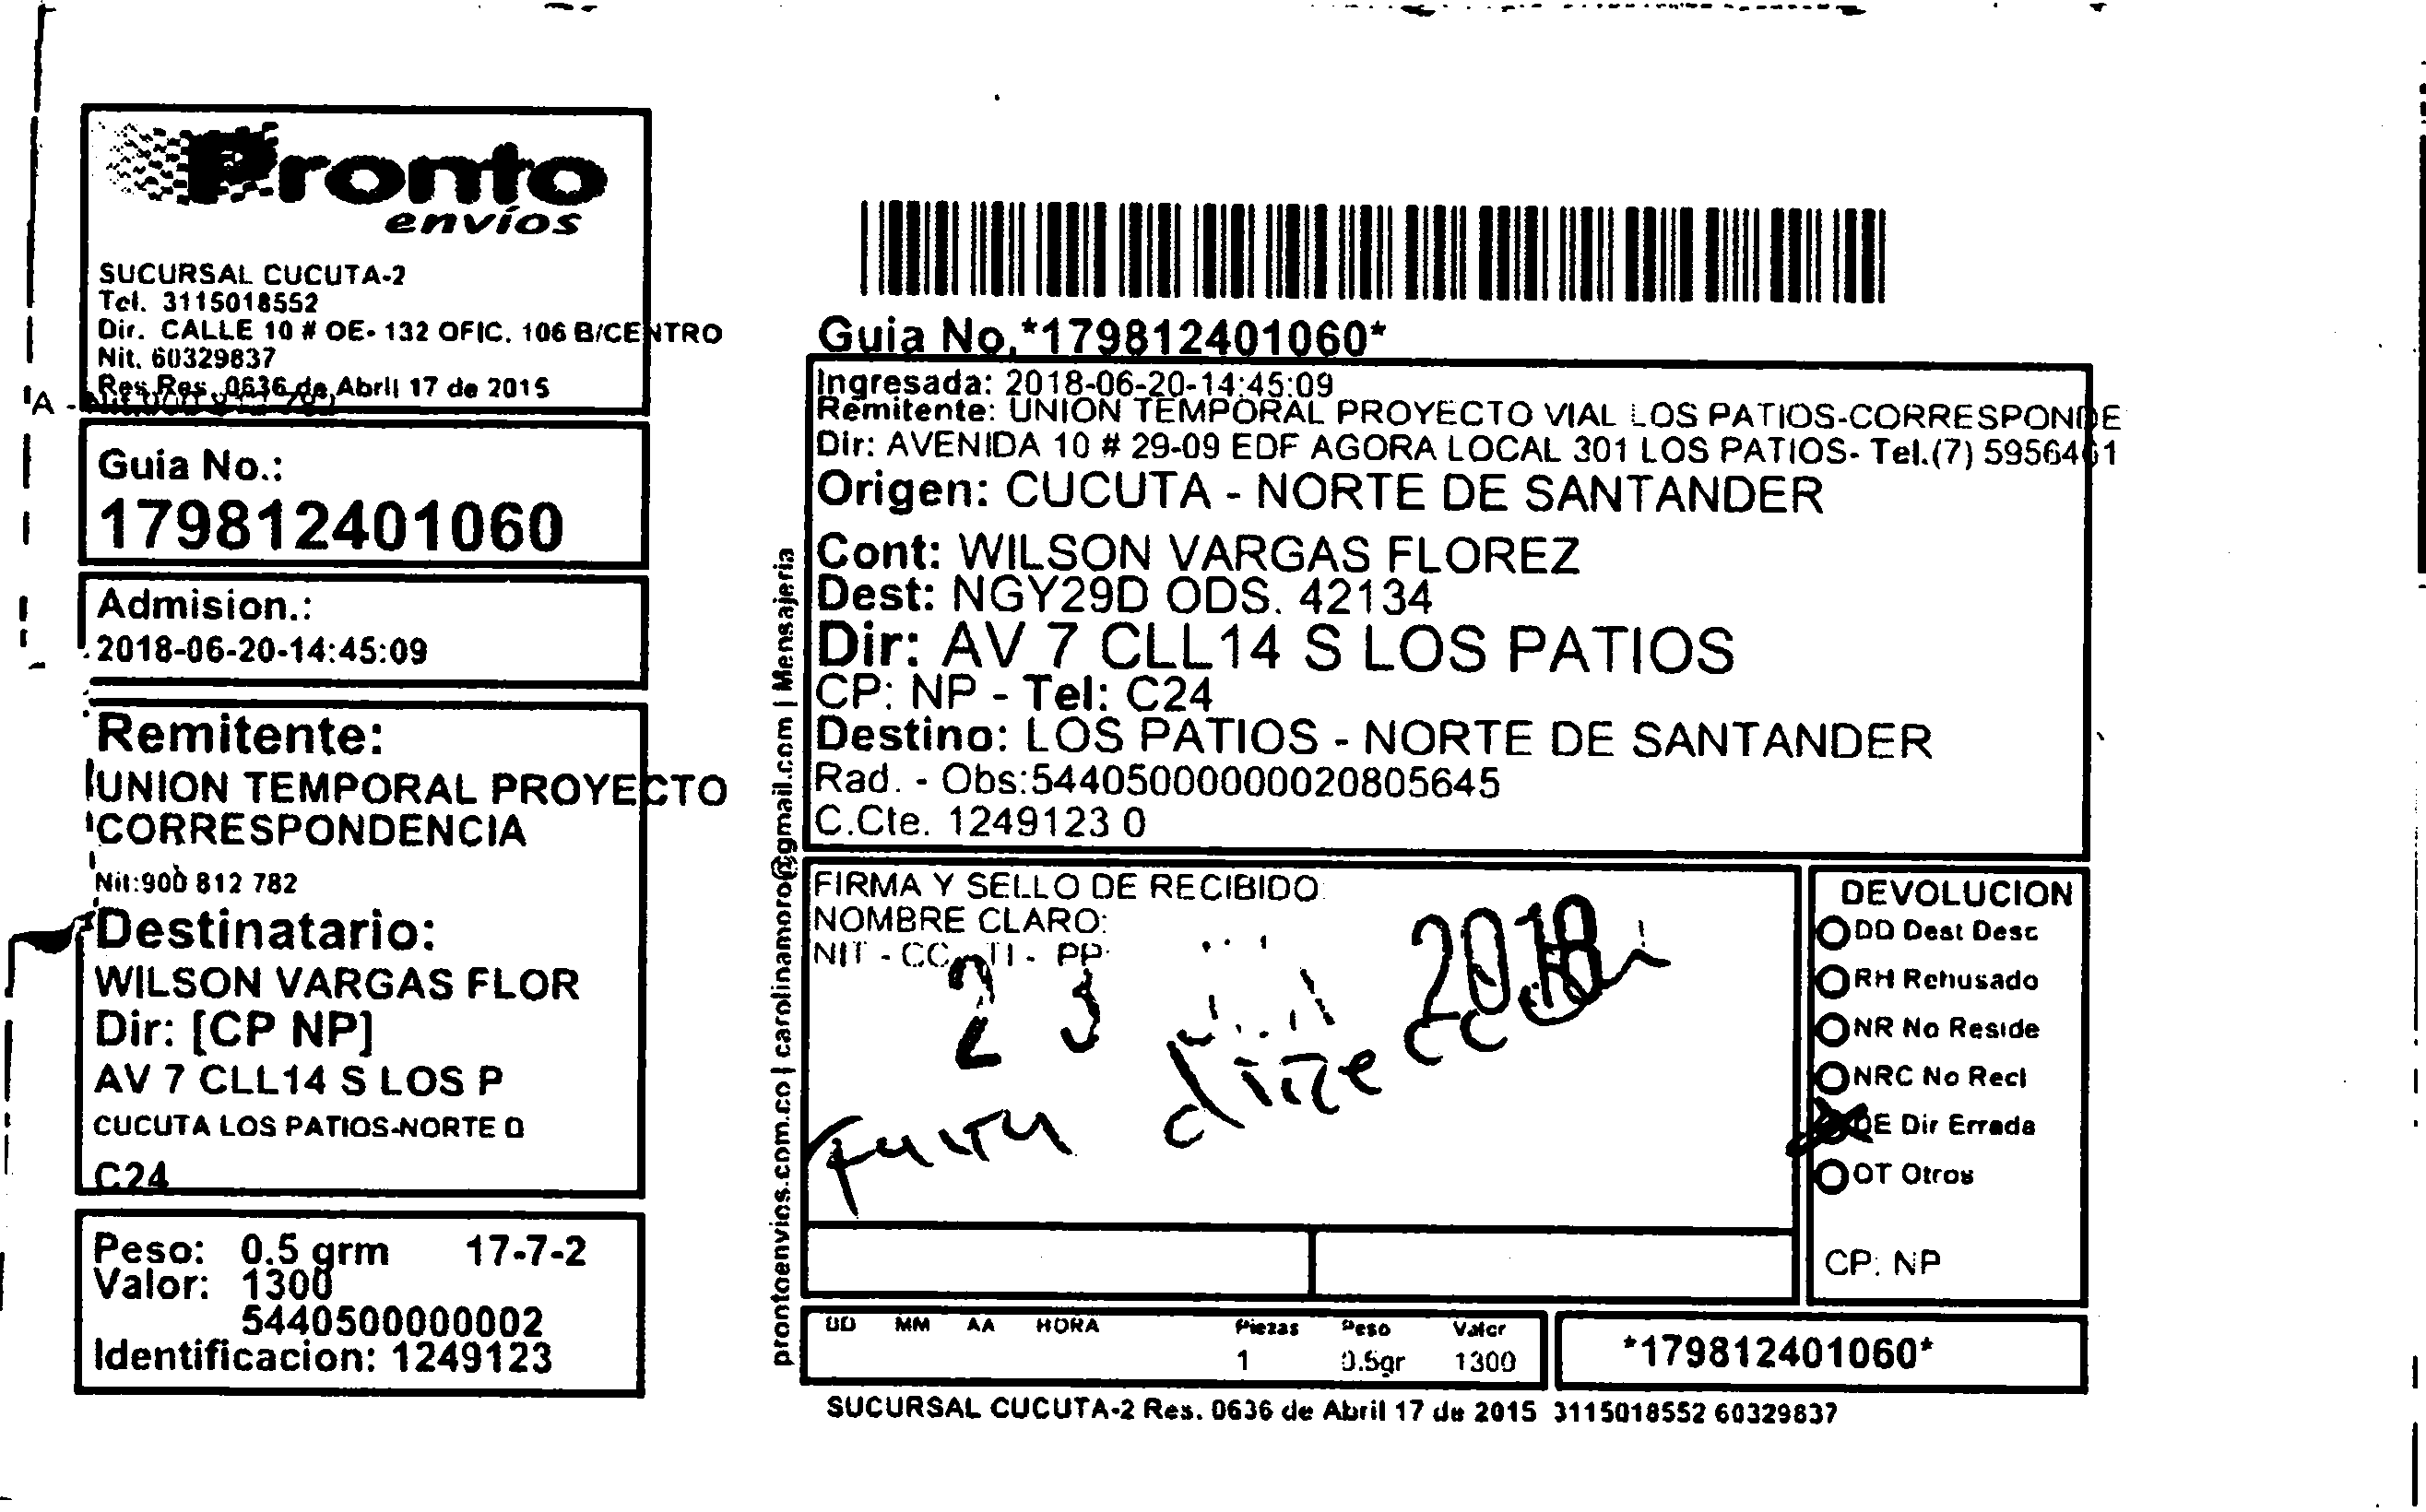 Pronto
envíos
SUCURSAL CUCUTA-2
Tel. 3115018552
Dir. CALLE 10 # OE- 132 OFIC. 106 B/CENTRO
Nit. 60329837
Res.Res. 0636 de Abril 17 de 2015
Guia No.:
179812401060
Admision.:
2018-06-20-14:45:09
Remitente:
UNION TEMPORAL PROYECTO
CORRESPONDENCIA
Nit:900 812 782
Destinatario:
WILSON VARGAS FLOR
Dir: [CP NP]
AV 7 CLL14 S LOS P
CUCUTA LOS PATIOS-NORTE D
C24
Peso: 0.5 grm 17-7-2
Valor: 1300
5440500000002
Identificacion: 1249123
prontoenvios.com.co | carolinamoro@gmail.com | Mensajeria
Guia No.*179812401060*
Ingresada: 2018-06-20-14:45:09
Remitente: UNION TEMPORAL PROYECTO VIAL LOS PATIOS-CORRESPONDE
Dir: AVENIDA 10 # 29-09 EDF AGORA LOCAL 301 LOS PATIOS- Tel.(7) 5956461
Origen: CUCUTA - NORTE DE SANTANDER
Cont: WILSON VARGAS FLOREZ
Dest: NGY29D ODS. 42134
Dir: AV 7 CLL14 S LOS PATIOS
CP: NP - Tel: C24
Destino: LOS PATIOS - NORTE DE SANTANDER
Rad. - Obs:544050000000020805645
C.Cte. 1249123 0
FIRMA Y SELLO DE RECIBIDO
NOMBRE CLARO:
NIT - CC - TI - PP
23 2018
DEVOLUCION
DD Dest Desc
RH Rehusado
NR No Reside
NRC No Recl
DE Dir Errada
OT Otros
CP: NP
DD MM AA HORA Piezas Peso Valor
1 0.5gr 1300
*179812401060*
SUCURSAL CUCUTA-2 Res. 0636 de Abril 17 de 2015 3115018552 60329837